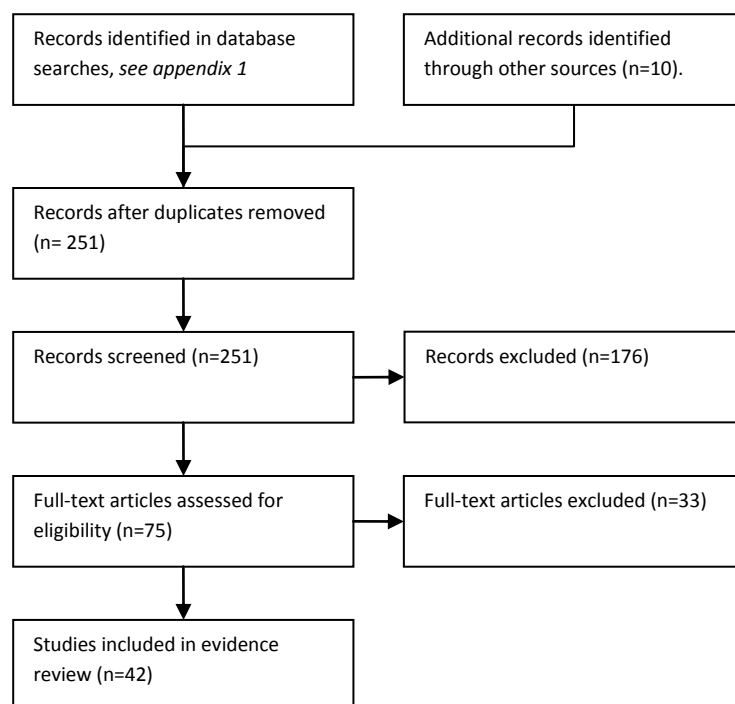 Records identified in database
searches, see appendix 1
Additional records identified
through other sources (n=10).
Records after duplicates removed
(n= 251)
Records screened (n=251)
Records excluded (n=176)
Full-text articles assessed for
eligibility (n=75)
Full-text articles excluded (n=33)
Studies included in evidence
review (n=42)